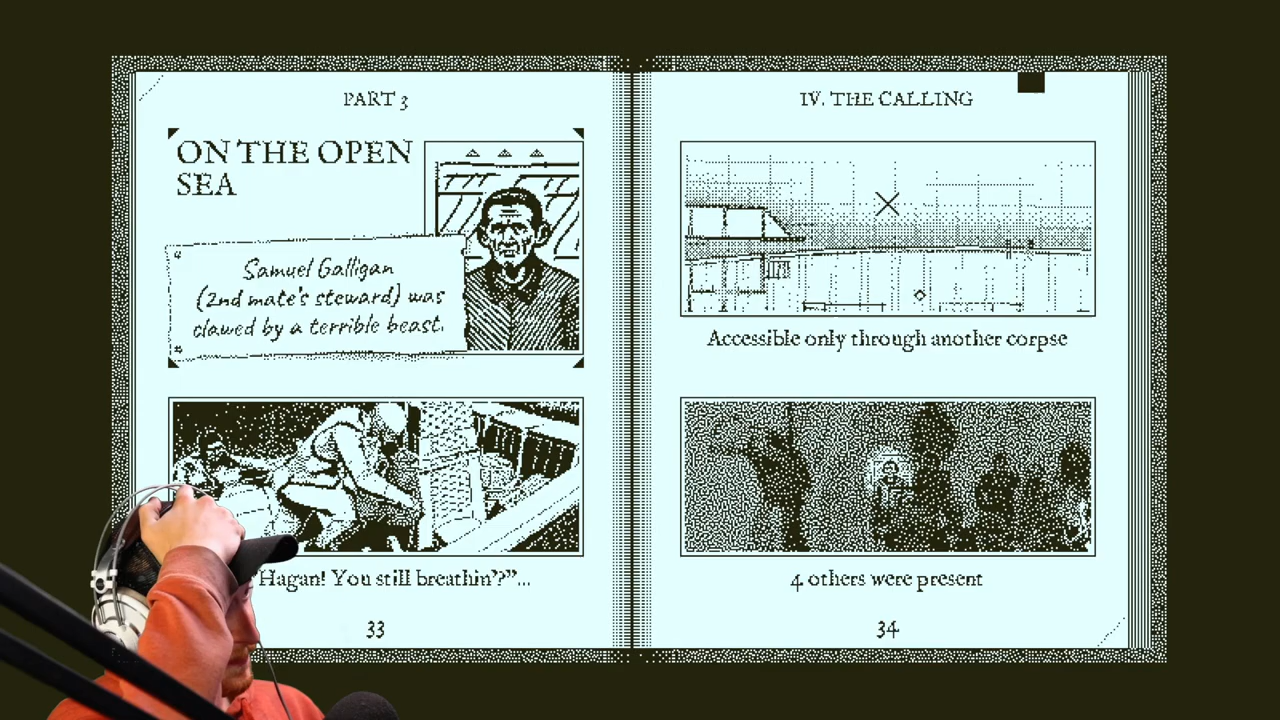 PART 3
ON THE OPEN
SEA
Samuel Galligan
(2nd mate's steward) was
clawed by a terrible beast.
Hagan! You still breathin'?"...
33
IV. THE CALLING
Accessible only through another corpse
4 others were present
34